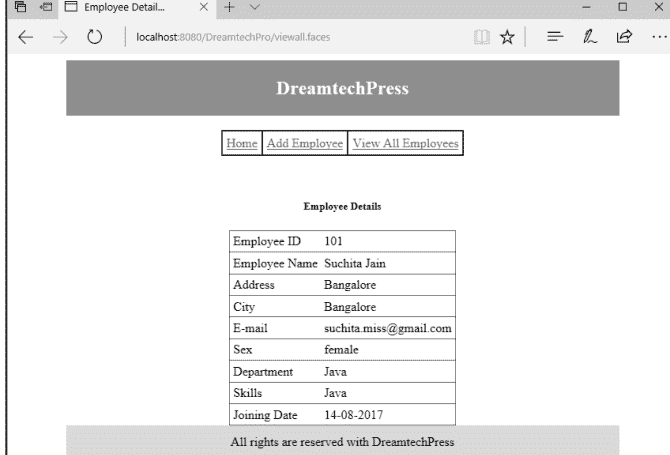 Employee Detail...
localhost:8080/DreamtechPro/viewall.faces
DreamtechPress
Home Add Employee View All Employees
Employee Details
Employee ID 101
Employee Name Suchita Jain
Address Bangalore
City Bangalore
E-mail suchita.miss@gmail.com
Sex female
Department Java
Skills Java
Joining Date 14-08-2017
All rights are reserved with DreamtechPress